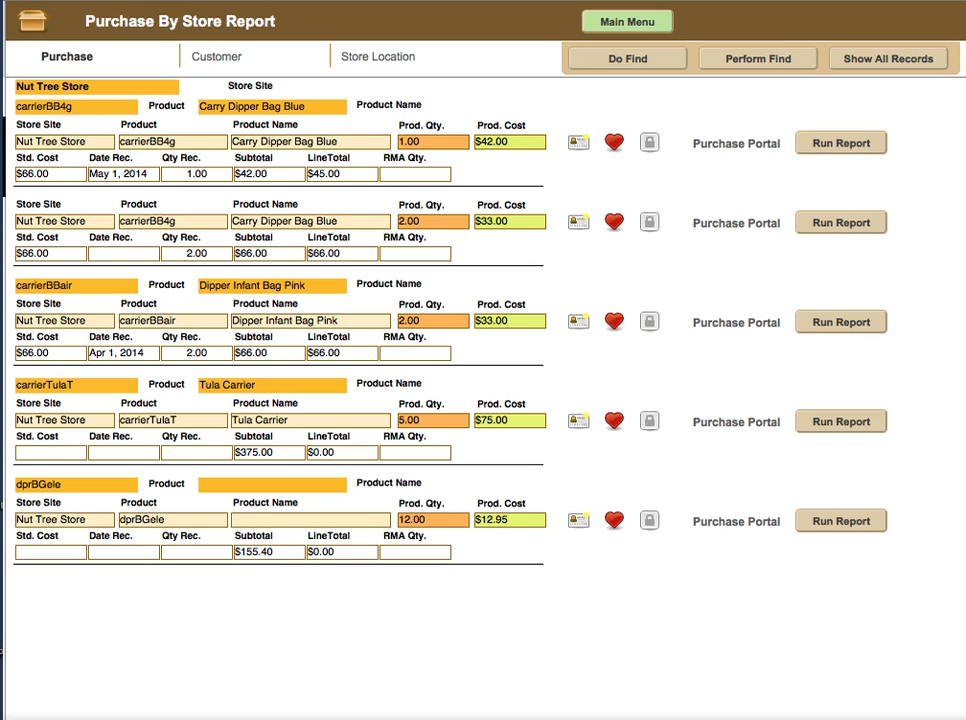 Purchase By Store Report Main Menu
Purchase Customer Store Location Do Find Perform Find Show All Records
Nut Tree Store Store Site
carrierBB4g Product Carry Dipper Bag Blue Product Name
Store Site Product Product Name Prod. Qty. Prod. Cost
Nut Tree Store carrierBB4g Carry Dipper Bag Blue 1.00 $42.00 Purchase Portal Run Report
Std. Cost Date Rec. Qty Rec. Subtotal LineTotal RMA Qty.
$66.00 May 1, 2014 1.00 $42.00 $45.00
Store Site Product Product Name Prod. Qty. Prod. Cost
Nut Tree Store carrierBB4g Carry Dipper Bag Blue 2.00 $33.00 Purchase Portal Run Report
Std. Cost Date Rec. Qty Rec. Subtotal LineTotal RMA Qty.
$66.00 2.00 $66.00 $66.00
carrierBBair Product Dipper Infant Bag Pink Product Name
Store Site Product Product Name Prod. Qty. Prod. Cost
Nut Tree Store carrierBBair Dipper Infant Bag Pink 2.00 $33.00 Purchase Portal Run Report
Std. Cost Date Rec. Qty Rec. Subtotal LineTotal RMA Qty.
$66.00 Apr 1, 2014 2.00 $66.00 $66.00
carrierTulaT Product Tula Carrier Product Name
Store Site Product Product Name Prod. Qty. Prod. Cost
Nut Tree Store carrierTulaT Tula Carrier 5.00 $75.00 Purchase Portal Run Report
Std. Cost Date Rec. Qty Rec. Subtotal LineTotal RMA Qty.
$375.00 $0.00
dprBGele Product Product Name
Store Site Product Product Name Prod. Qty. Prod. Cost
Nut Tree Store dprBGele 12.00 $12.95 Purchase Portal Run Report
Std. Cost Date Rec. Qty Rec. Subtotal LineTotal RMA Qty.
$155.40 $0.00